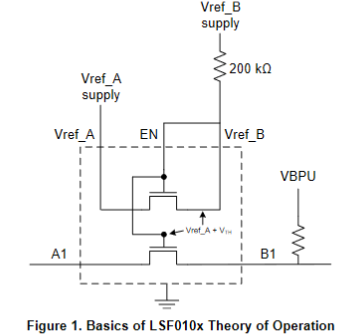 Vref_B
supply
200 kΩ
Vref_A
supply
Vref_A
EN
Vref_B
VBPU
Vref_A + VTH
A1
B1
Figure 1. Basics of LSF010x Theory of Operation